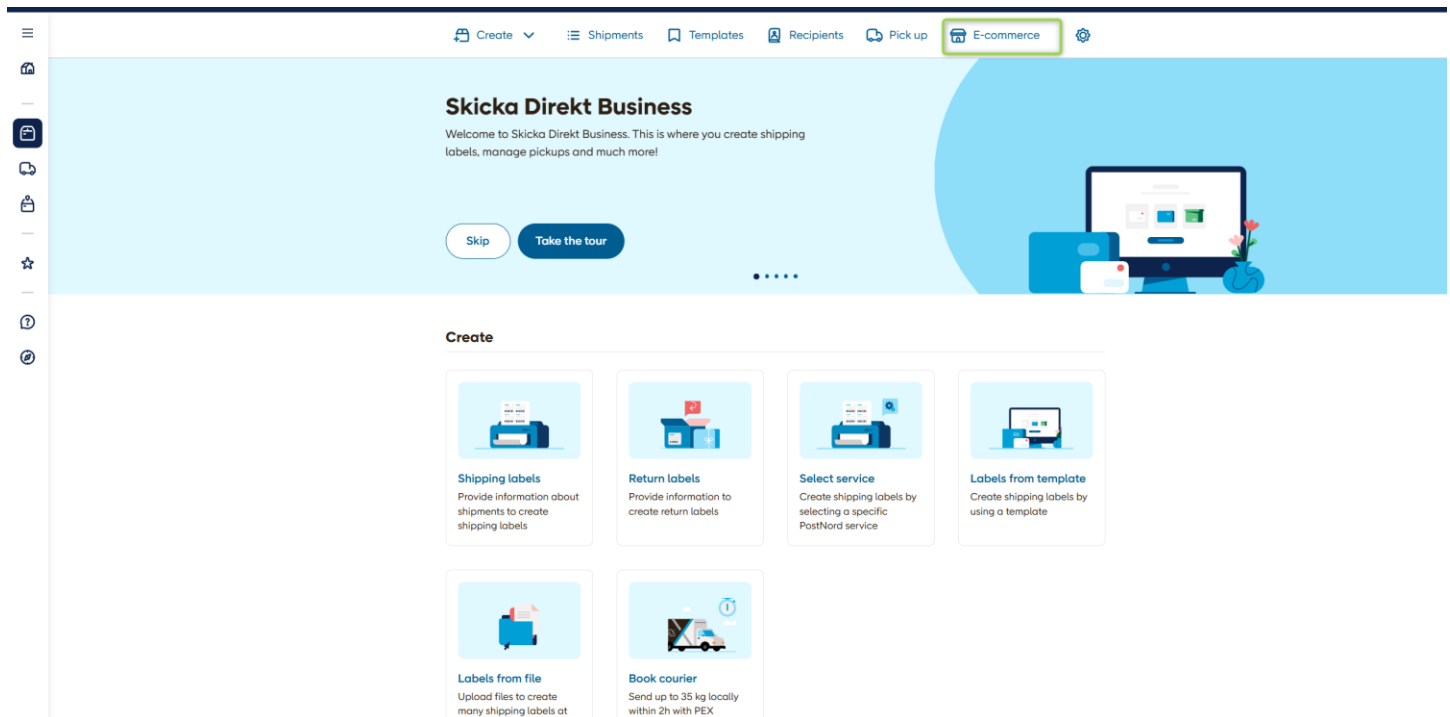 Create
Shipments
Templates
Recipients
Pick up
E-commerce
Skicka Direkt Business
Welcome to Skicka Direkt Business. This is where you create shipping
labels, manage pickups and much more!
Skip
Take the tour
Create
Shipping labels
Provide information about
shipments to create
shipping labels
Return labels
Provide information to
create return labels
Select service
Create shipping labels by
selecting a specific
PostNord service
Labels from template
Create shipping labels by
using a template
Labels from file
Upload files to create
many shipping labels at
Book courier
Send up to 35 kg locally
within 2h with PEX